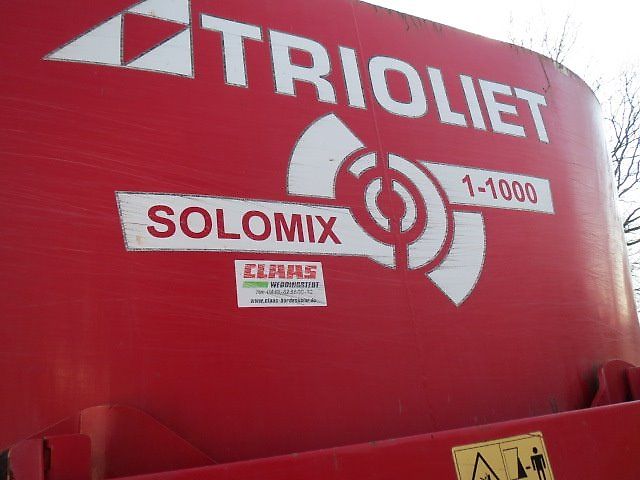 TRIOLIET
1-1000
SOLOMIX
CLAAS
WEDDINGSTEDT
www.claas-bordesholm.de